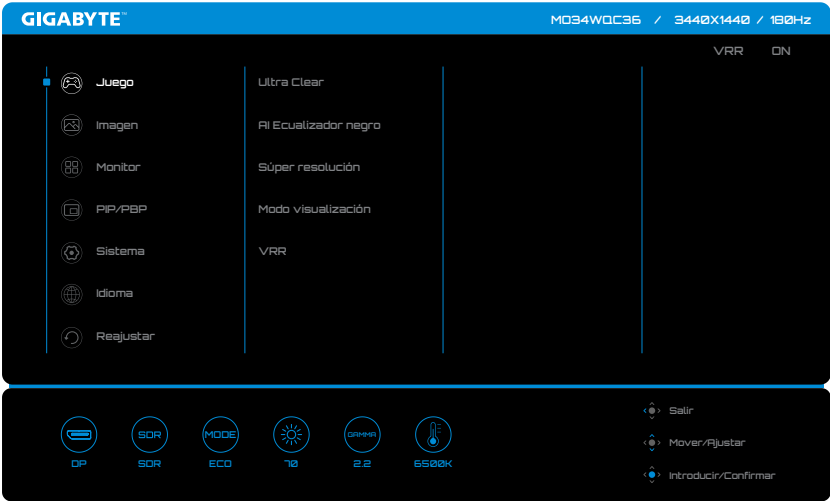 GIGABYTE™
MO34WQC36 / 3440X1440 / 180Hz
VRR ON
Juego
Imagen
Monitor
PIP/PBP
Sistema
Idioma
Reajustar
Ultra Clear
AI Ecualizador negro
Súper resolución
Modo visualización
VRR
SDR
MODE
GAMMA
DP
SDR
ECO
70
2.2
6500K
Salir
Mover/Ajustar
Introducir/Confirmar